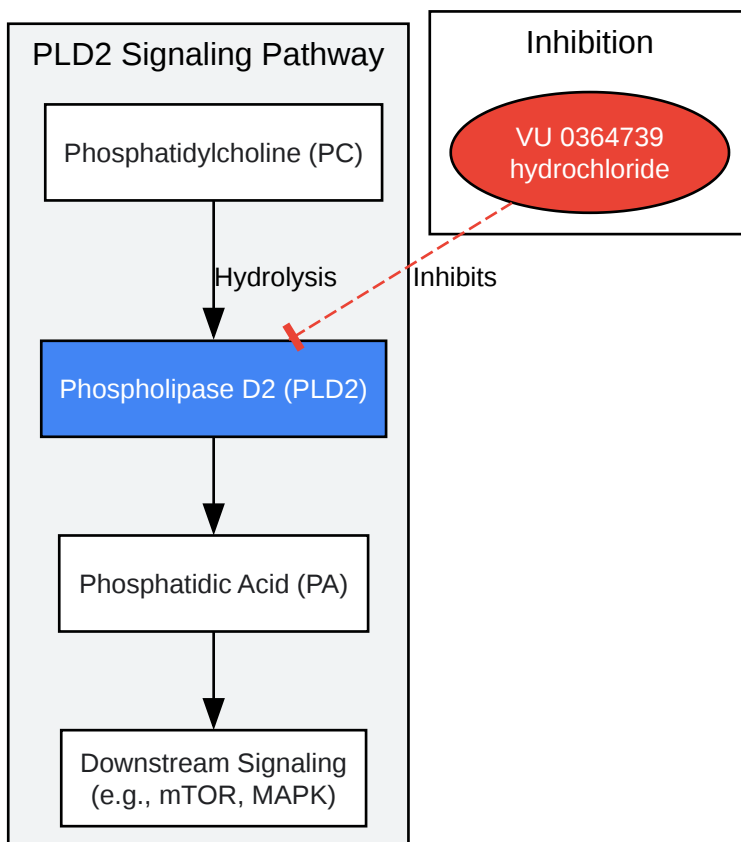 PLD2 Signaling Pathway
Phosphatidylcholine (PC)
Hydrolysis
Phospholipase D2 (PLD2)
Phosphatidic Acid (PA)
Downstream Signaling
(e.g., mTOR, MAPK)
Inhibition
VU 0364739
hydrochloride
Inhibits